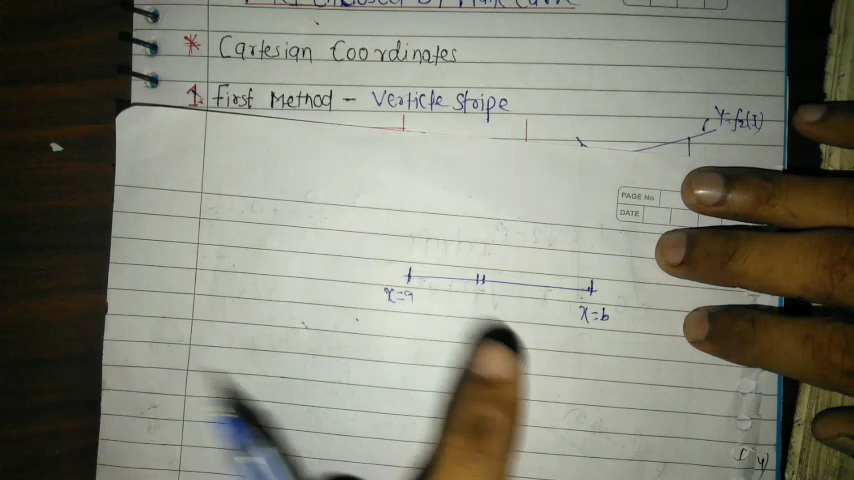 * Cartesian Coordinates
1. First Method - Verticle Stripe
y=f₂(x)
PAGE No
DATE
x=a
x=b